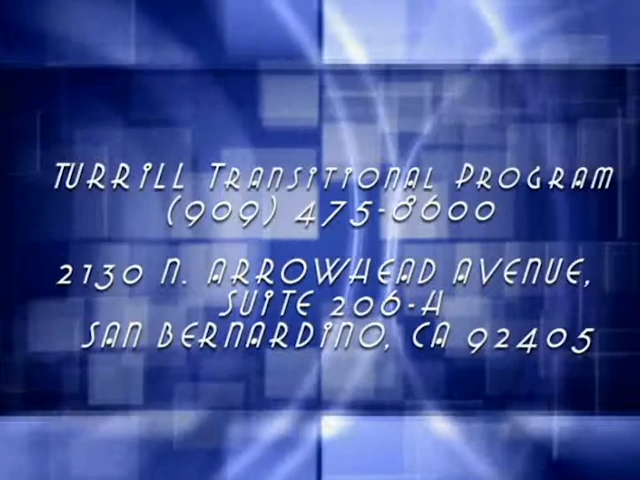 TURRILL TRANSITIONAL PROGRAM
(909) 475-8600
2130 N. ARROWHEAD AVENUE,
SUITE 206-H
SAN BERNARDINO, CA 92405